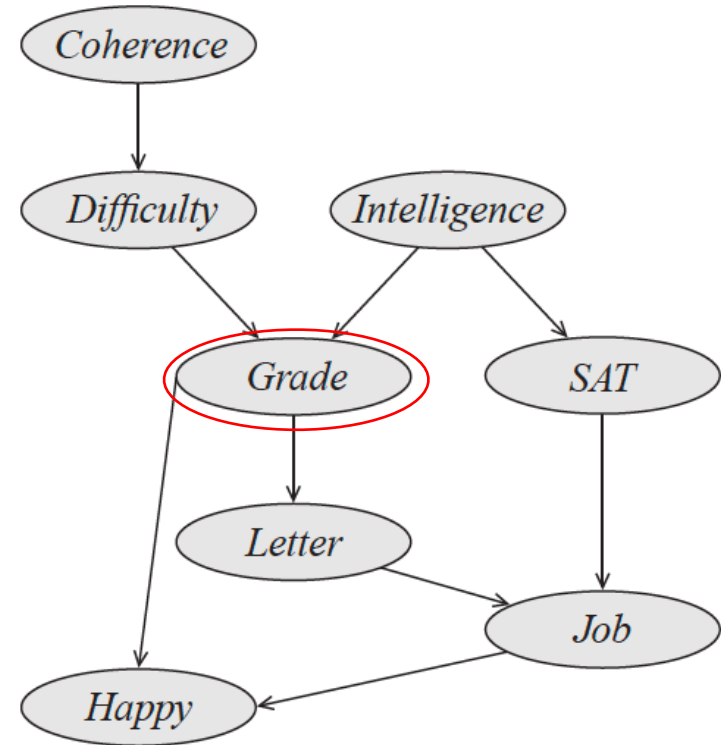 Coherence
Difficulty
Intelligence
Grade
SAT
Letter
Job
Happy